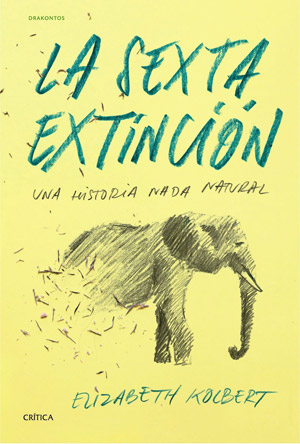 DRAKONTOS
LA SEXTA
EXTINCIÓN
UNA HISTORIA NADA NATURAL
ELIZABETH KOLBERT
CRÍTICA